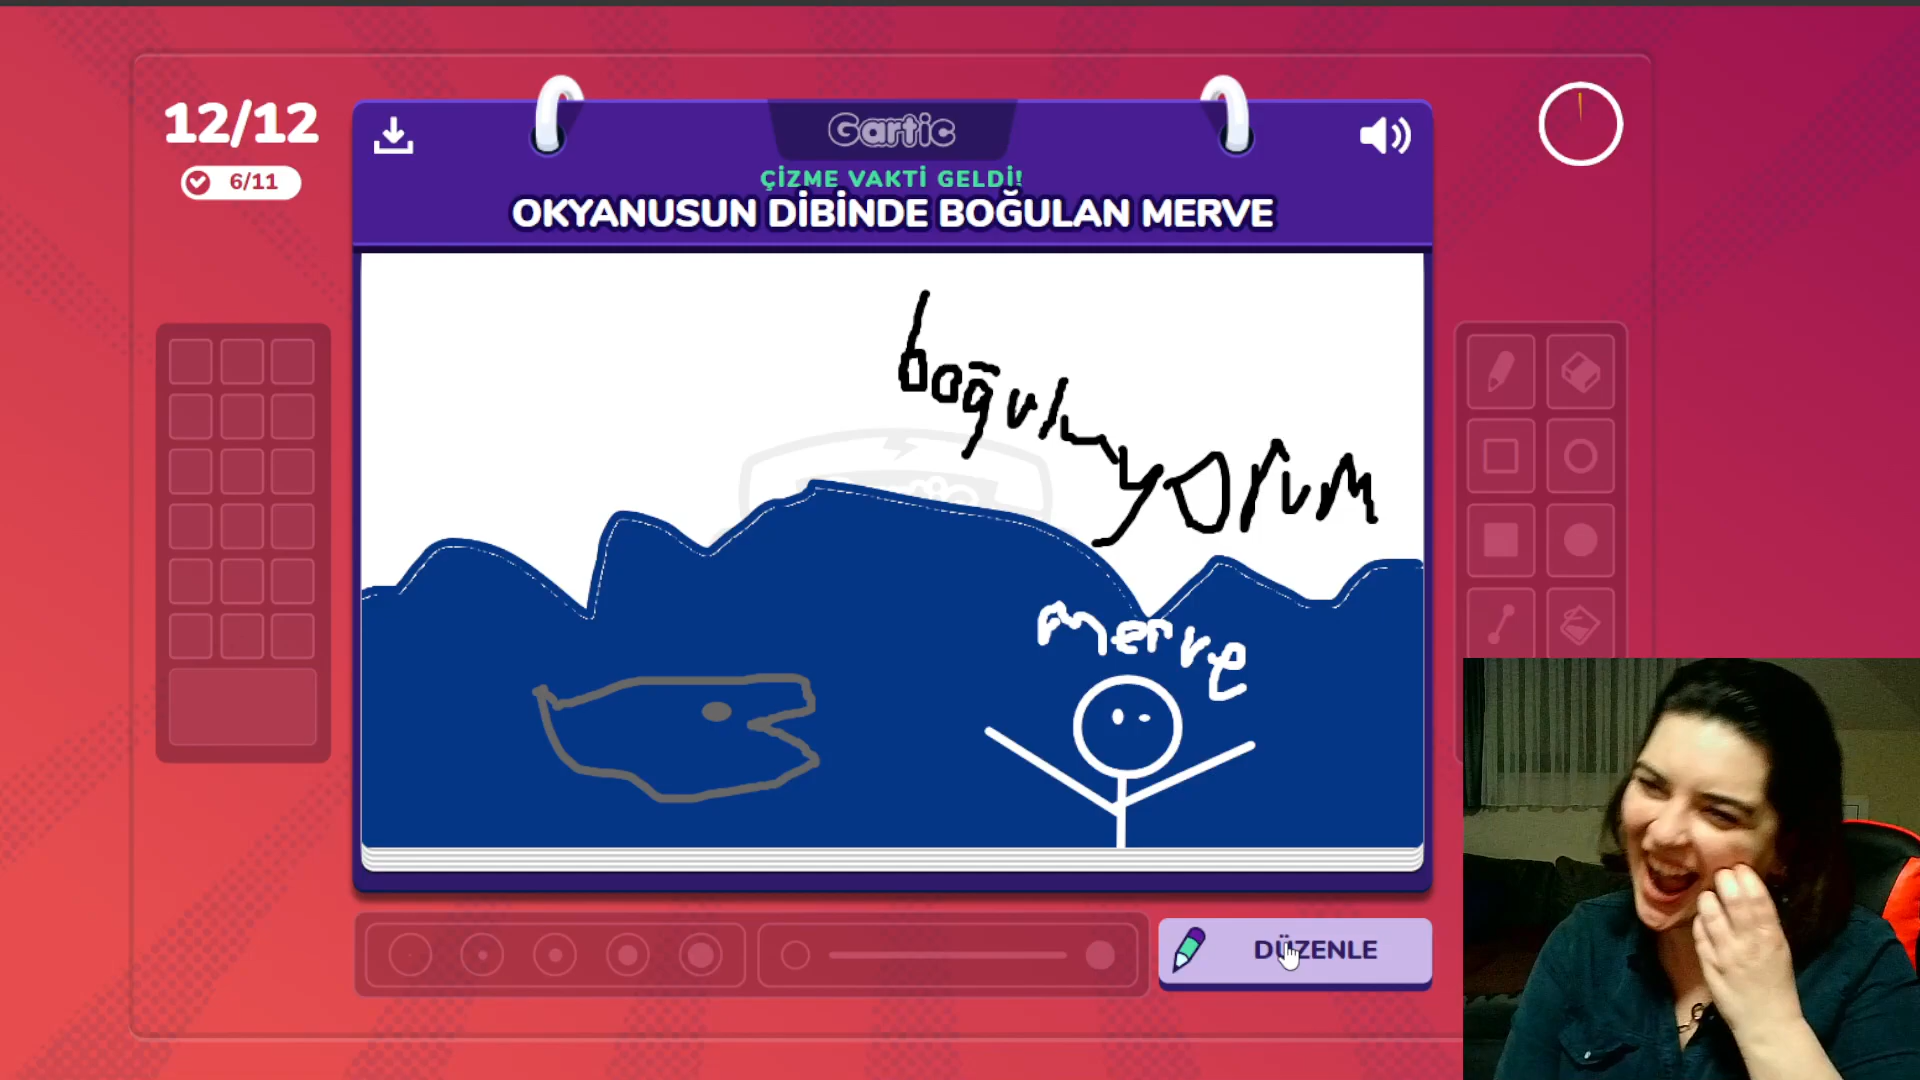 12/12
6/11
Gartic
ÇİZME VAKTİ GELDİ!
OKYANUSUN DİBİNDE BOĞULAN MERVE
boğuluyorum
merve
DÜZENLE